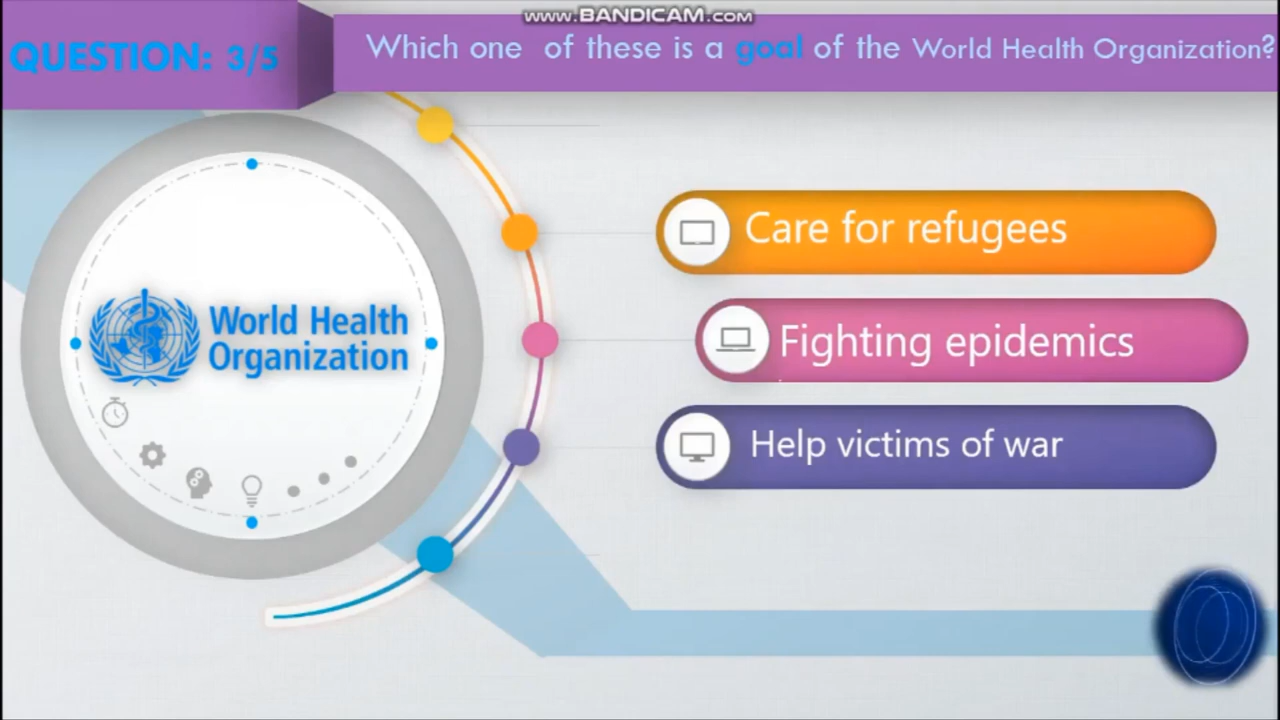 www.BANDICAM.com
QUESTION: 3/5
Which one of these is a goal of the World Health Organization?
Care for refugees
World Health
Organization
Fighting epidemics
Help victims of war